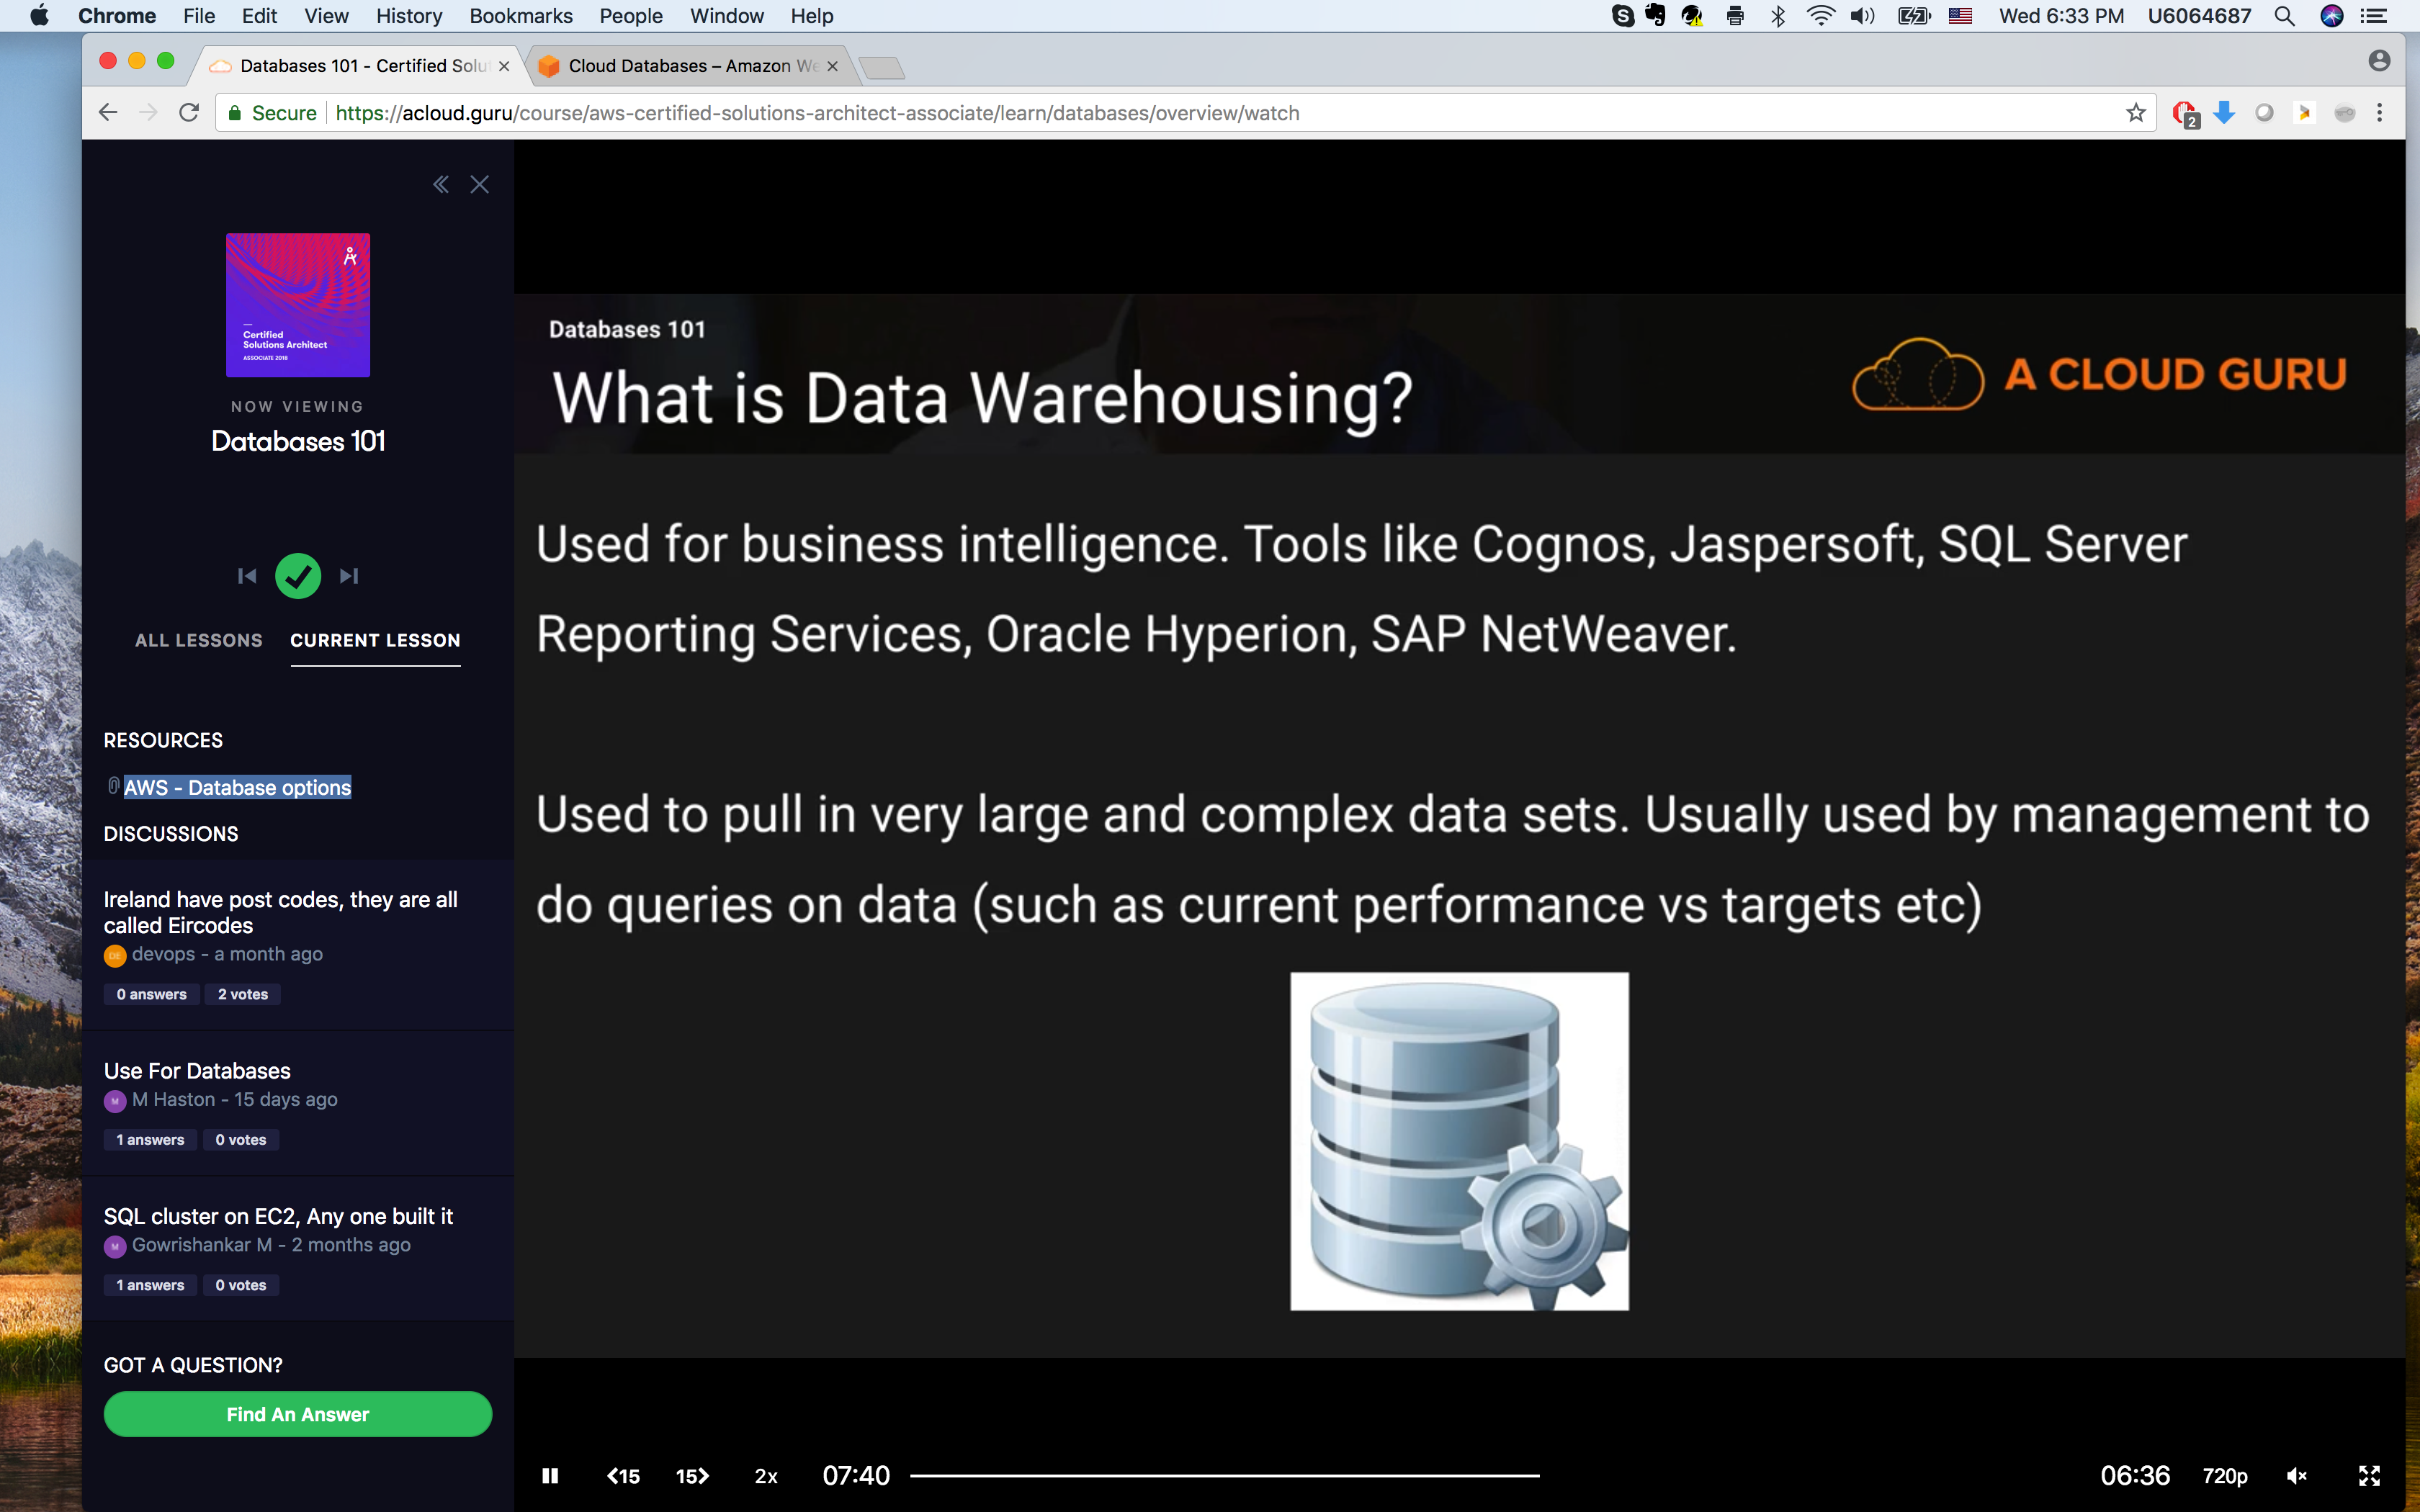 Chrome File Edit View History Bookmarks People Window Help
Wed 6:33 PM U6064687
Databases 101 - Certified Solu
Cloud Databases – Amazon We
Secure https://acloud.guru/course/aws-certified-solutions-architect-associate/learn/databases/overview/watch
2
Certified
Solutions Architect
ASSOCIATE 2018
NOW VIEWING
Databases 101
ALL LESSONS CURRENT LESSON
RESOURCES
AWS - Database options
DISCUSSIONS
Ireland have post codes, they are all
called Eircodes
DE devops - a month ago
0 answers 2 votes
Use For Databases
M M Haston - 15 days ago
1 answers 0 votes
SQL cluster on EC2, Any one built it
M Gowrishankar M - 2 months ago
1 answers 0 votes
GOT A QUESTION?
Find An Answer
Databases 101
What is Data Warehousing?
A CLOUD GURU
Used for business intelligence. Tools like Cognos, Jaspersoft, SQL Server
Reporting Services, Oracle Hyperion, SAP NetWeaver.
Used to pull in very large and complex data sets. Usually used by management to
do queries on data (such as current performance vs targets etc)
15 15 2x 07:40 06:36 720p